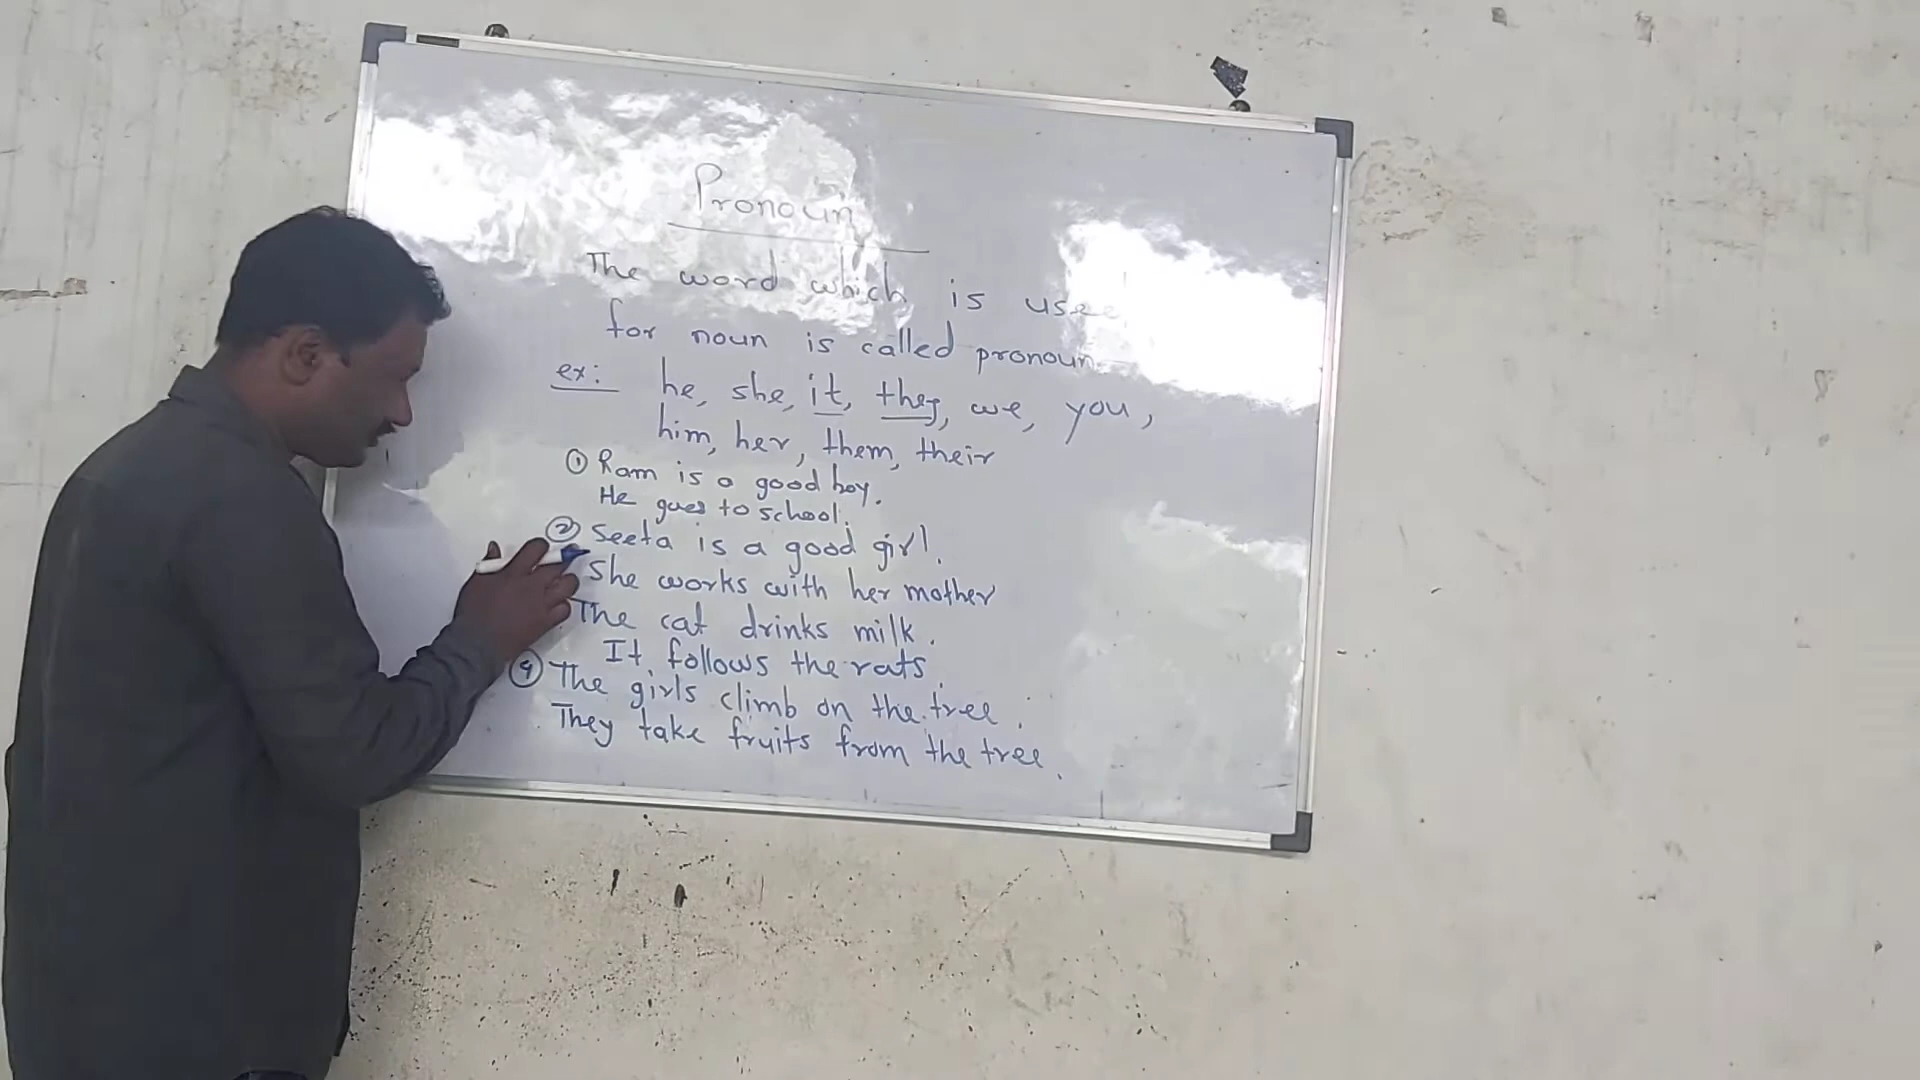 Pronoun
The word which is use
for noun is called pronoun
ex: he, she, it, they, we, you,
him, her, them, their
① Ram is a good boy.
He goes to school.
② Seeta is a good girl.
She works with her mother
The cat drinks milk.
It follows the rats.
④ The girls climb on the tree.
They take fruits from the tree.